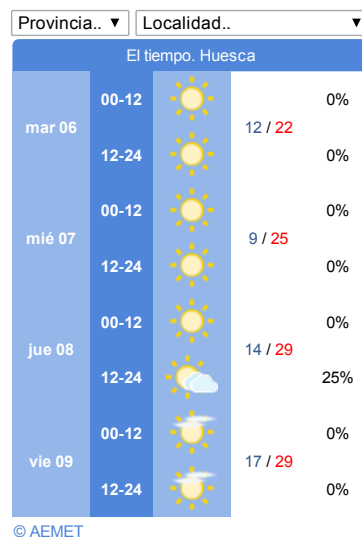 Provincia.. ▼ Localidad.. ▼
El tiempo. Huesca
00-12 0%
mar 06 12 / 22
12-24 0%
00-12 0%
mié 07 9 / 25
12-24 0%
00-12 0%
jue 08 14 / 29
12-24 25%
00-12 0%
vie 09 17 / 29
12-24 0%
© AEMET